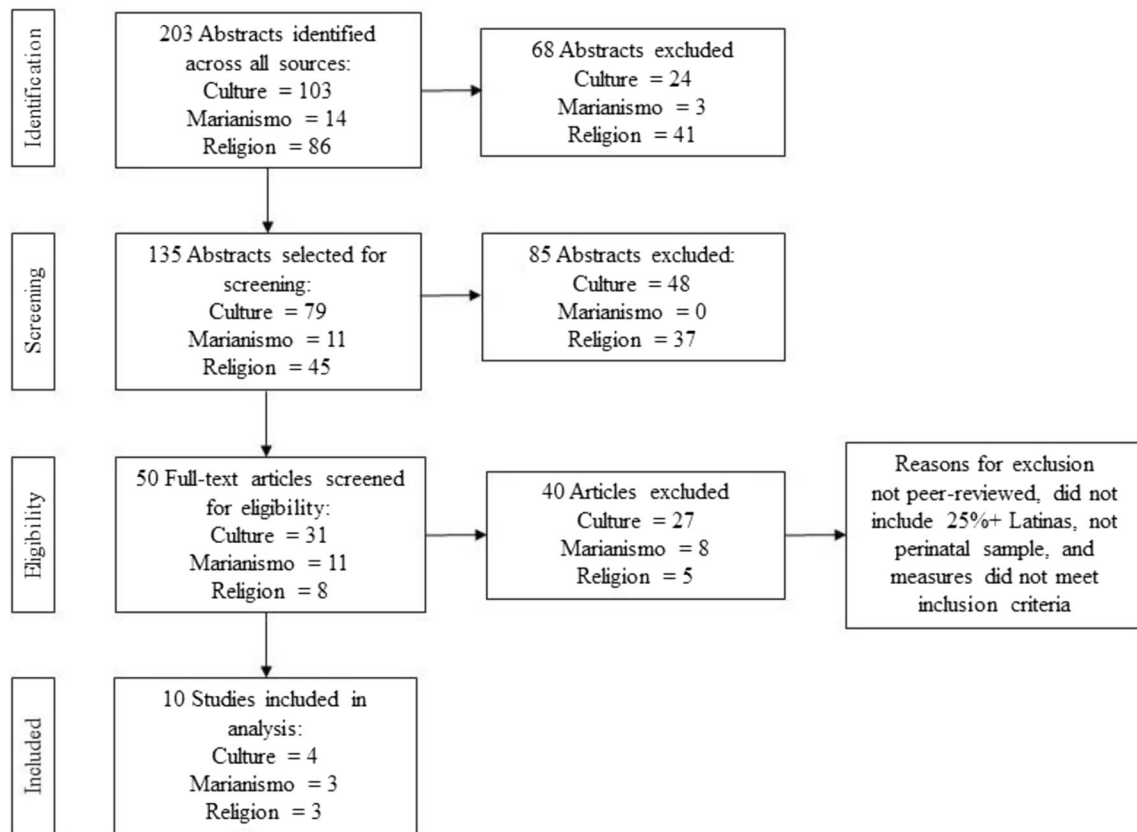 Identification
203 Abstracts identified
across all sources:
Culture = 103
Marianismo = 14
Religion = 86
68 Abstracts excluded
Culture = 24
Marianismo = 3
Religion = 41
Screening
135 Abstracts selected for
screening:
Culture = 79
Marianismo = 11
Religion = 45
85 Abstracts excluded:
Culture = 48
Marianismo = 0
Religion = 37
Eligibility
50 Full-text articles screened
for eligibility:
Culture = 31
Marianismo = 11
Religion = 8
40 Articles excluded
Culture = 27
Marianismo = 8
Religion = 5
Reasons for exclusion
not peer-reviewed, did not
include 25%+ Latinas, not
perinatal sample, and
measures did not meet
inclusion criteria
Included
10 Studies included in
analysis:
Culture = 4
Marianismo = 3
Religion = 3